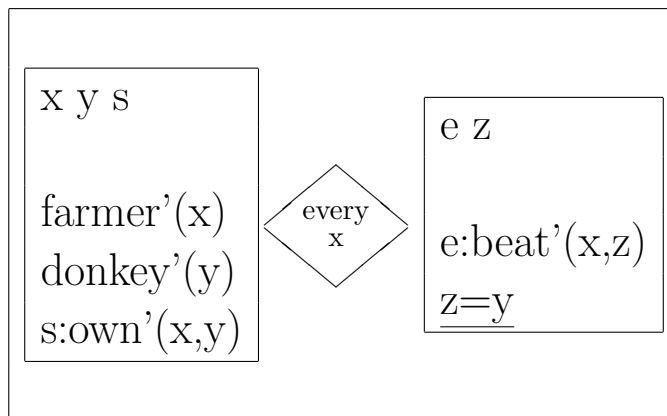 x y s
farmer’(x)
donkey’(y)
s:own’(x,y)
every
x
e z
e:beat’(x,z)
z=y